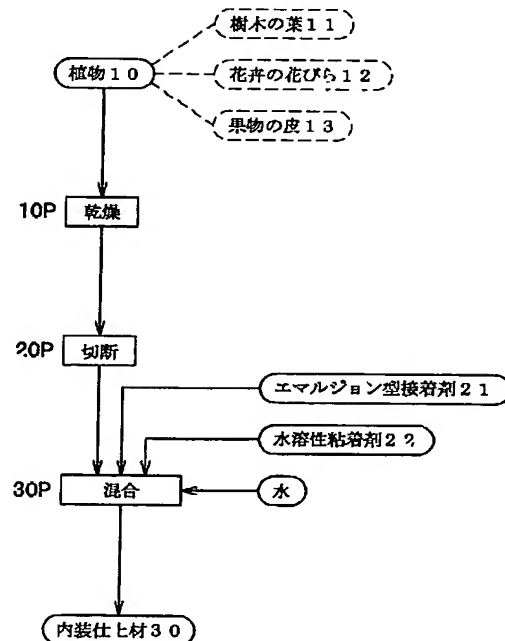 樹木の葉11
植物10
花卉の花びら12
果物の皮13
10P 乾燥
20P 切断
エマルジョン型接着剤21
水溶性粘着剤22
30P 混合
水
内装仕上材30